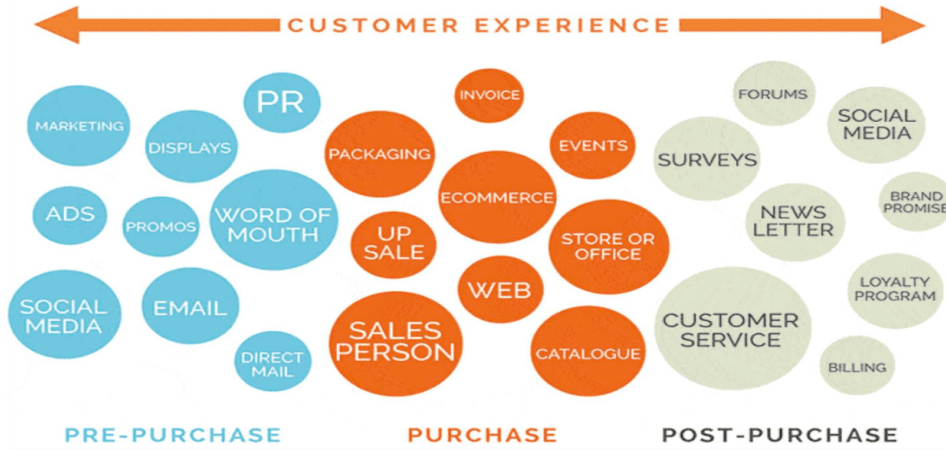 CUSTOMER EXPERIENCE
MARKETING
DISPLAYS
PR
ADS
PROMOS
WORD OF
MOUTH
SOCIAL
MEDIA
EMAIL
DIRECT
MAIL
INVOICE
PACKAGING
EVENTS
ECOMMERCE
UP
SALE
STORE OR
OFFICE
WEB
SALES
PERSON
CATALOGUE
FORUMS
SOCIAL
MEDIA
SURVEYS
BRAND
PROMISE
NEWS
LETTER
LOYALTY
PROGRAM
CUSTOMER
SERVICE
BILLING
PRE-PURCHASE
PURCHASE
POST-PURCHASE